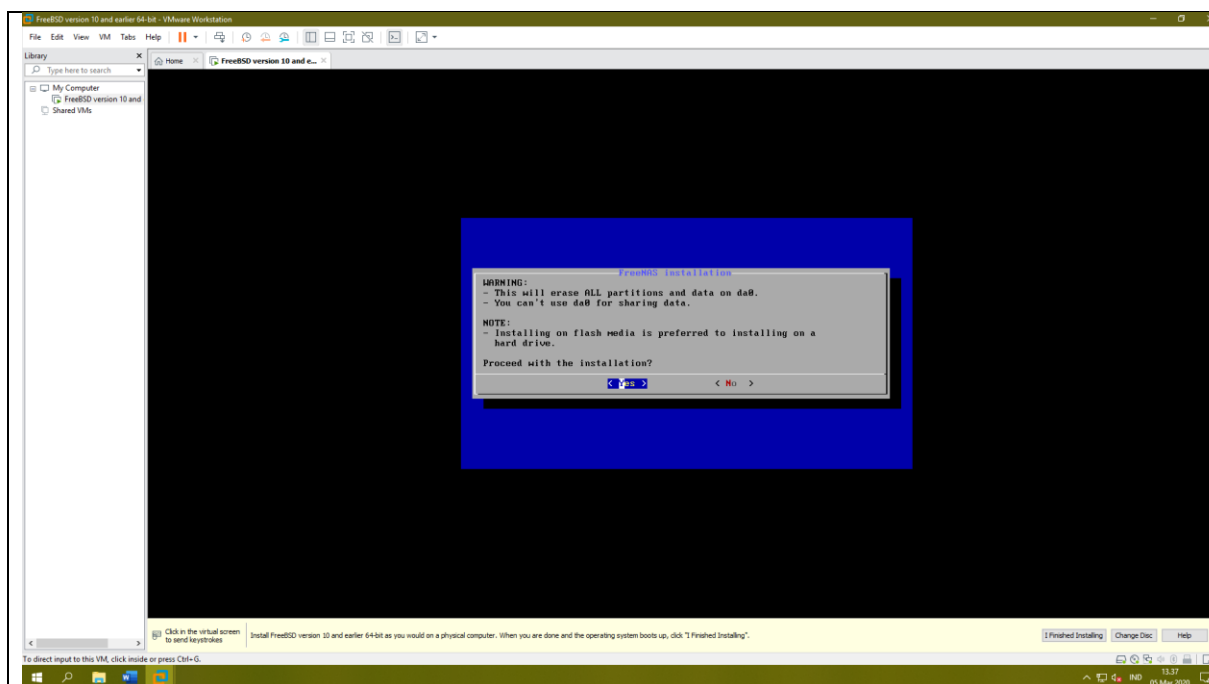 FreeBSD version 10 and earlier 64-bit - VMware Workstation
File Edit View VM Tabs Help
Library
Type here to search
My Computer
FreeBSD version 10 and
Shared VMs
Home
FreeBSD version 10 and e...
FreeNAS installation
WARNING:
- This will erase ALL partitions and data on da0.
- You can't use da0 for sharing data.
NOTE:
- Installing on flash media is preferred to installing on a
hard drive.
Proceed with the installation?
< Yes > < No >
Click in the virtual screen
to send keystrokes
Install FreeBSD version 10 and earlier 64-bit as you would on a physical computer. When you are done and the operating system boots up, click "I Finished Installing".
I Finished Installing Change Disc Help
To direct input to this VM, click inside or press Ctrl+G.
IND
13.37
05 Mar 2020